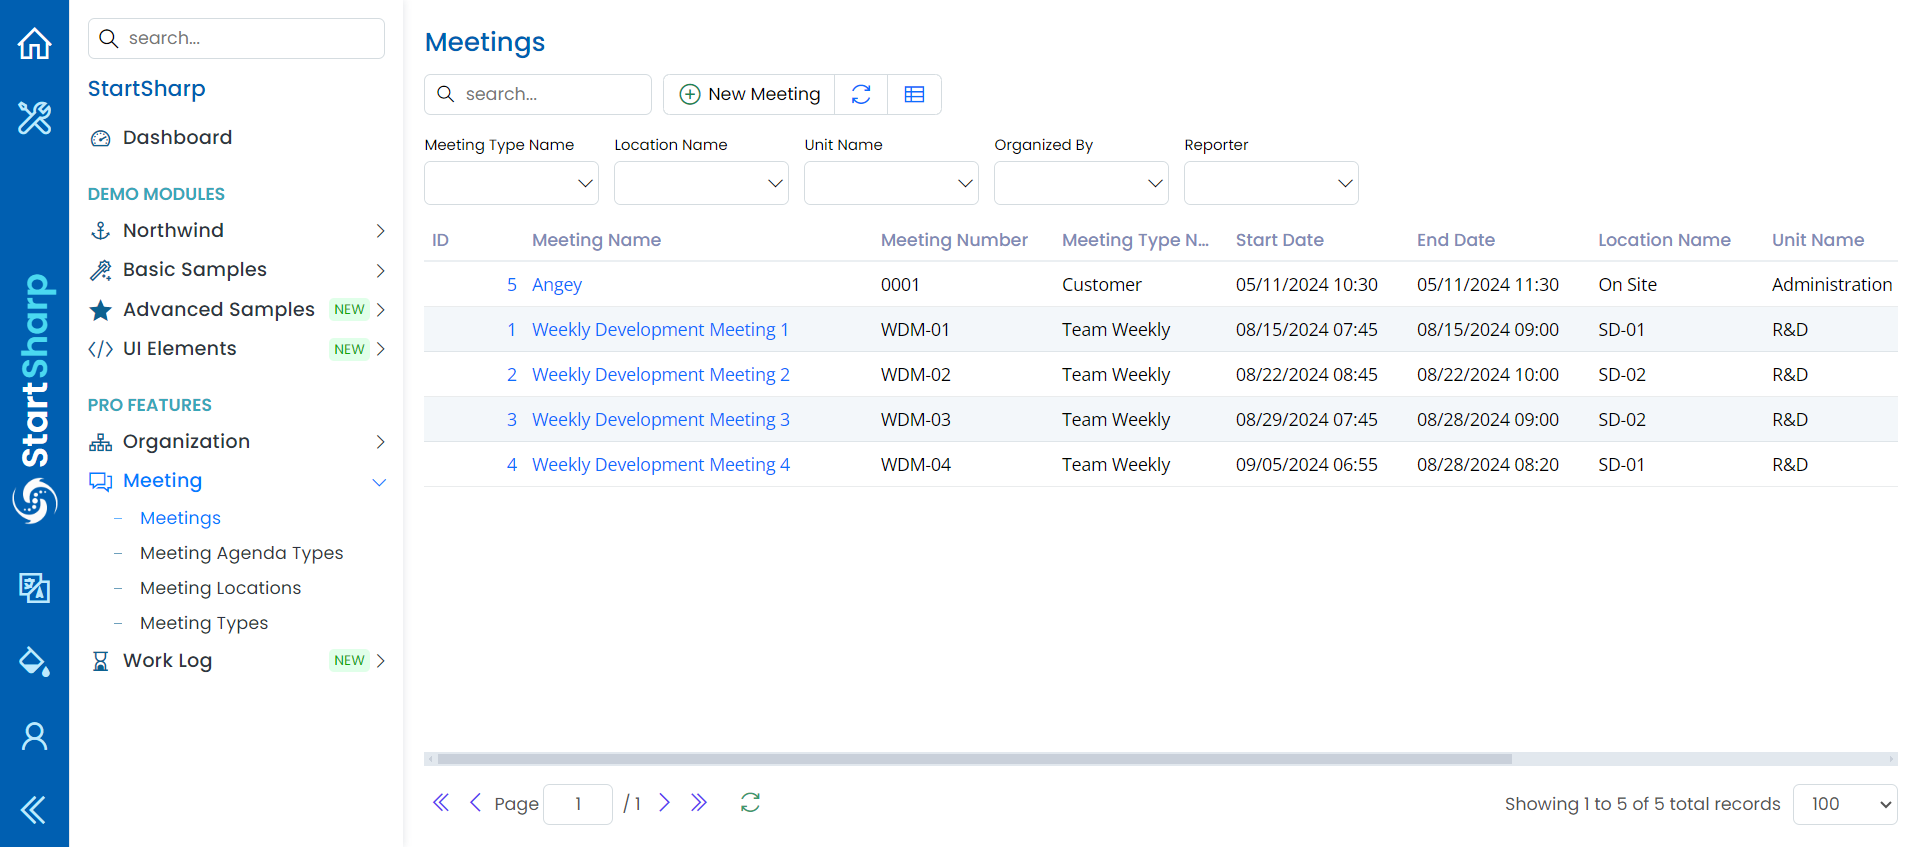 StartSharp
search...
StartSharp
Dashboard
DEMO MODULES
Northwind
Basic Samples
Advanced Samples NEW
UI Elements NEW
PRO FEATURES
Organization
Meeting
Meetings
Meeting Agenda Types
Meeting Locations
Meeting Types
Work Log NEW
Meetings
search...
New Meeting
Meeting Type Name Location Name Unit Name Organized By Reporter
ID Meeting Name Meeting Number Meeting Type N... Start Date End Date Location Name Unit Name
5 Angey 0001 Customer 05/11/2024 10:30 05/11/2024 11:30 On Site Administration
1 Weekly Development Meeting 1 WDM-01 Team Weekly 08/15/2024 07:45 08/15/2024 09:00 SD-01 R&D
2 Weekly Development Meeting 2 WDM-02 Team Weekly 08/22/2024 08:45 08/22/2024 10:00 SD-02 R&D
3 Weekly Development Meeting 3 WDM-03 Team Weekly 08/29/2024 07:45 08/28/2024 09:00 SD-02 R&D
4 Weekly Development Meeting 4 WDM-04 Team Weekly 09/05/2024 06:55 08/28/2024 08:20 SD-01 R&D
Page 1 / 1
Showing 1 to 5 of 5 total records 100